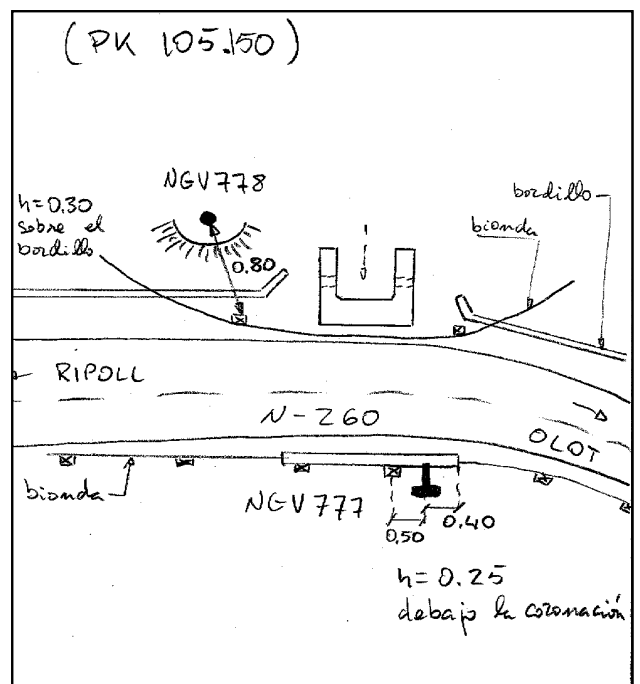 (PK 105.150)
NGV778
h=0.30
sobre el
bordillo
0.80
bordillo
bionda
RIPOLL
N-260
OLOT
bionda
NGV777
0.50
0.40
h=0.25
debajo la coronación